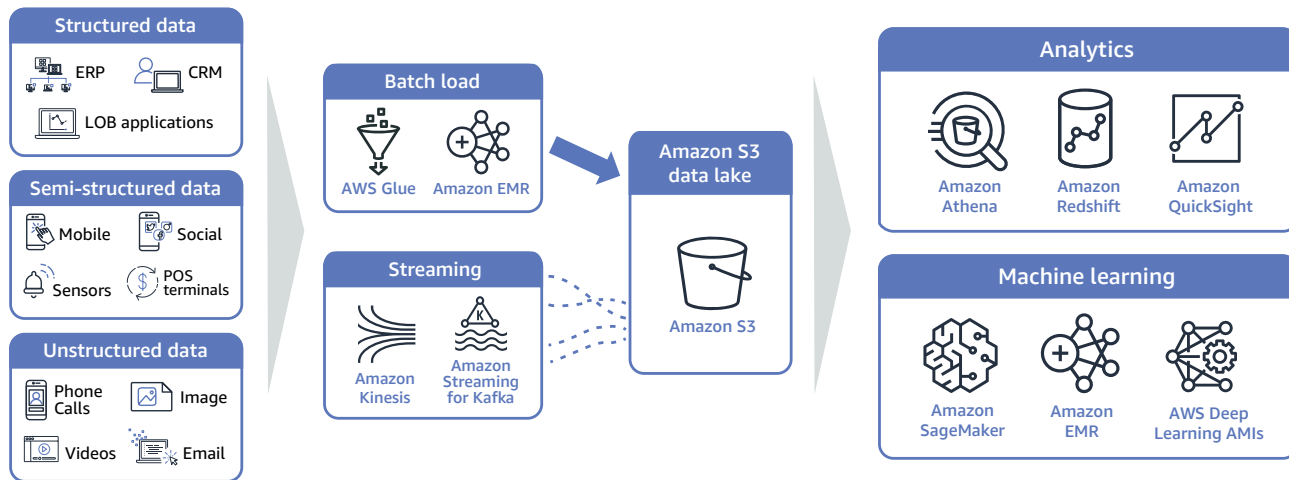 Structured data
ERP
CRM
LOB applications
Semi-structured data
Mobile
Social
Sensors
POS
terminals
Unstructured data
Phone
Calls
Image
Videos
Email
Batch load
AWS Glue
Amazon EMR
Streaming
K
Amazon
Kinesis
Amazon
Streaming
for Kafka
Amazon S3
data lake
Amazon S3
Analytics
Amazon
Athena
Amazon
Redshift
Amazon
QuickSight
Machine learning
Amazon
SageMaker
Amazon
EMR
AWS Deep
Learning AMIs